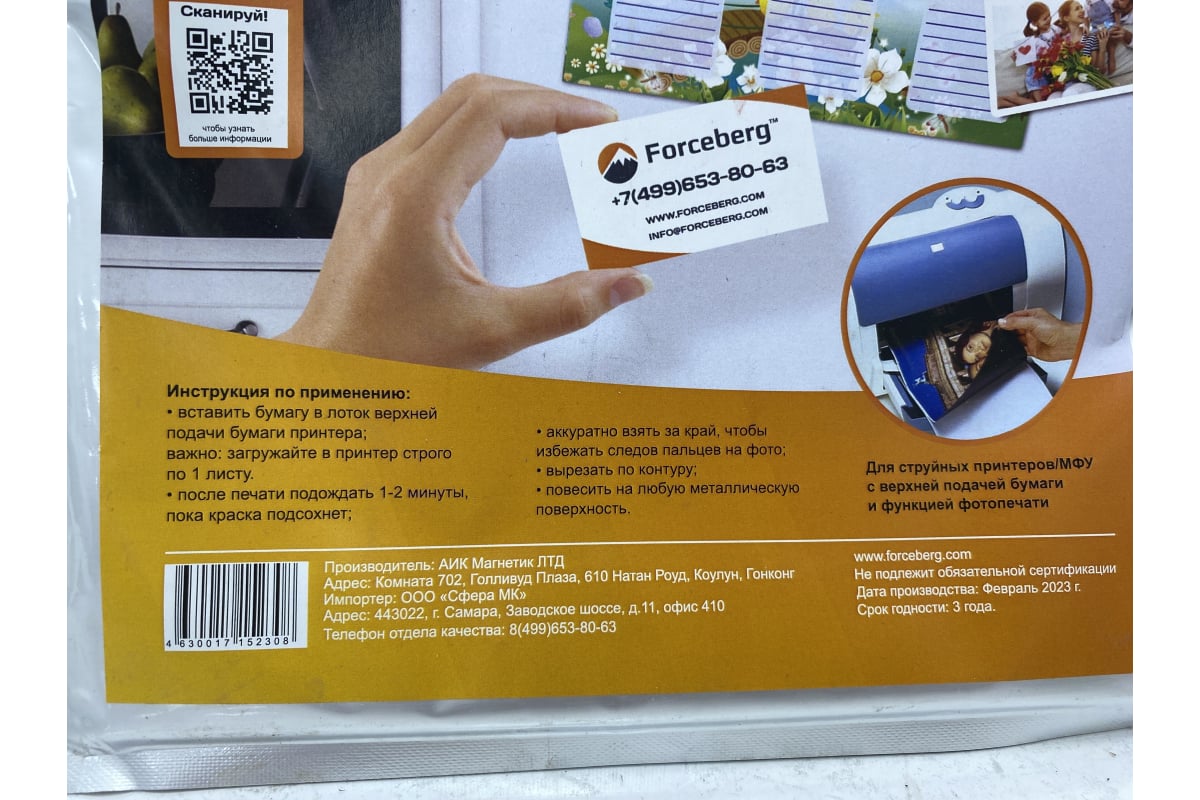 Сканируй!
чтобы узнать
больше информации
Forceberg™
+7(499)653-80-63
WWW.FORCEBERG.COM
INFO@FORCEBERG.COM
Инструкция по применению:
• вставить бумагу в лоток верхней
подачи бумаги принтера;
важно: загружайте в принтер строго
по 1 листу.
• после печати подождать 1-2 минуты,
пока краска подсохнет;
• аккуратно взять за край, чтобы
избежать следов пальцев на фото;
• вырезать по контуру;
• повесить на любую металлическую
поверхность.
Для струйных принтеров/МФУ
с верхней подачей бумаги
и функцией фотопечати
4 630017 152308
Производитель: АИК Магнетик ЛТД
Адрес: Комната 702, Голливуд Плаза, 610 Натан Роуд, Коулун, Гонконг
Импортер: ООО «Сфера МК»
Адрес: 443022, г. Самара, Заводское шоссе, д.11, офис 410
Телефон отдела качества: 8(499)653-80-63
www.forceberg.com
Не подлежит обязательной сертификации
Дата производства: Февраль 2023 г.
Срок годности: 3 года.